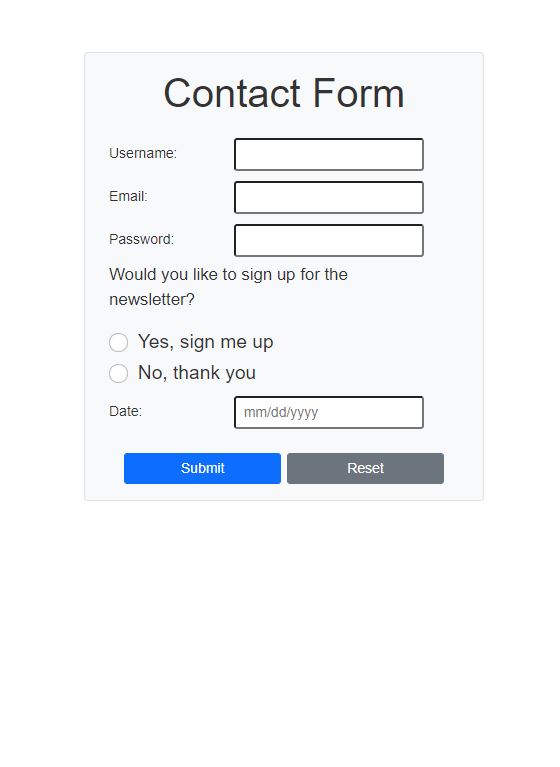 Contact Form
Username:
Email:
Password:
Would you like to sign up for the
newsletter?
Yes, sign me up
No, thank you
Date: mm/dd/yyyy
Submit Reset